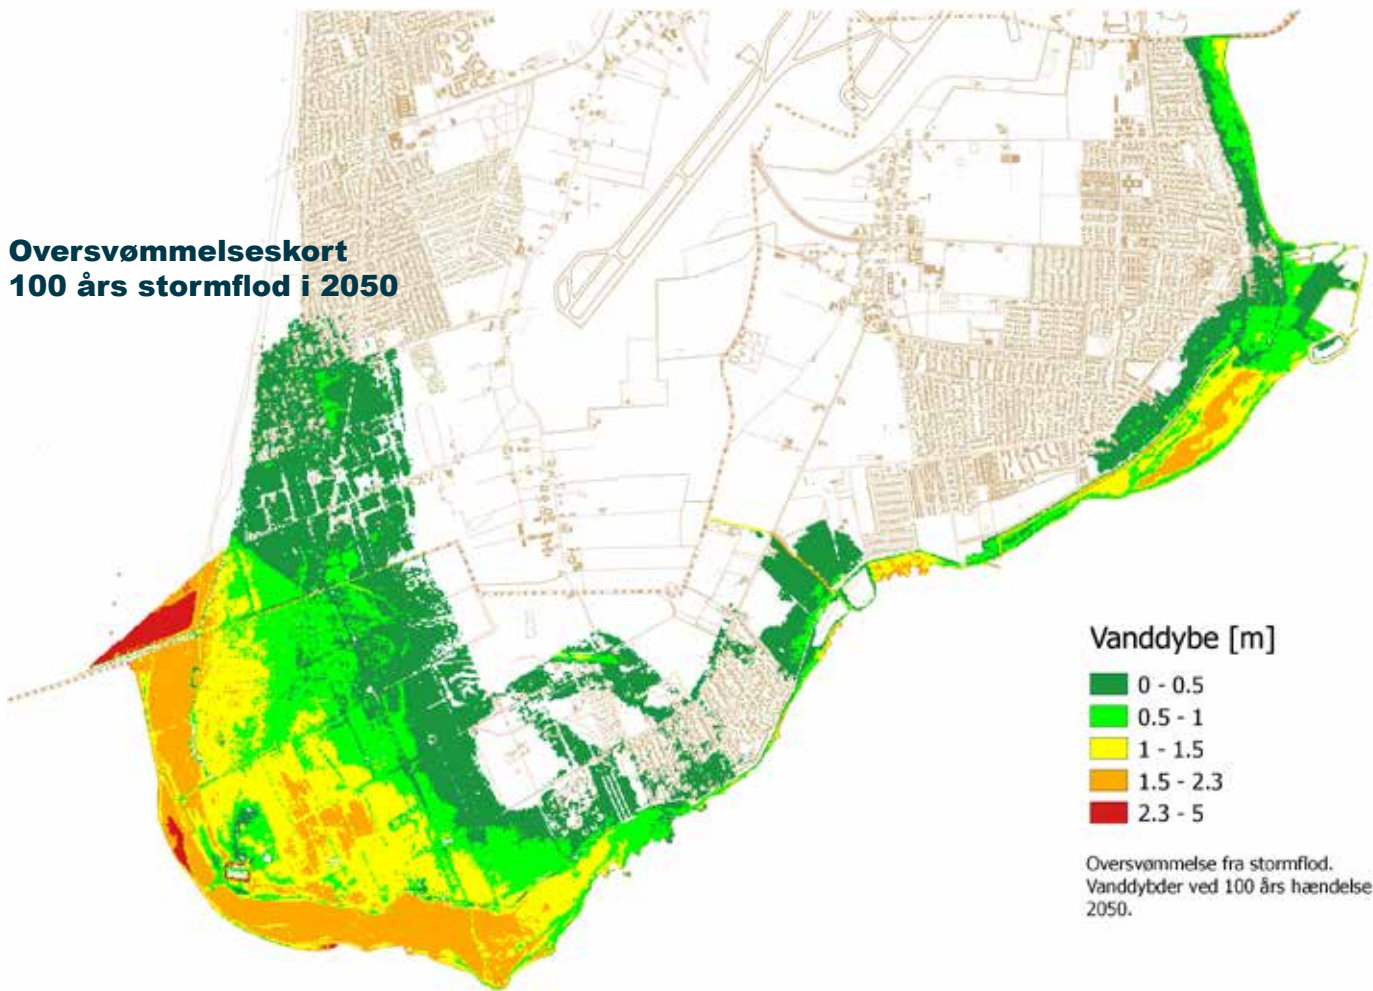 Oversvømmelseskort
100 års stormflod i 2050
Vanddybe [m]
0 - 0.5
0.5 - 1
1 - 1.5
1.5 - 2.3
2.3 - 5
Oversvømmelse fra stormflod.
Vanddybder ved 100 års hændelse
2050.